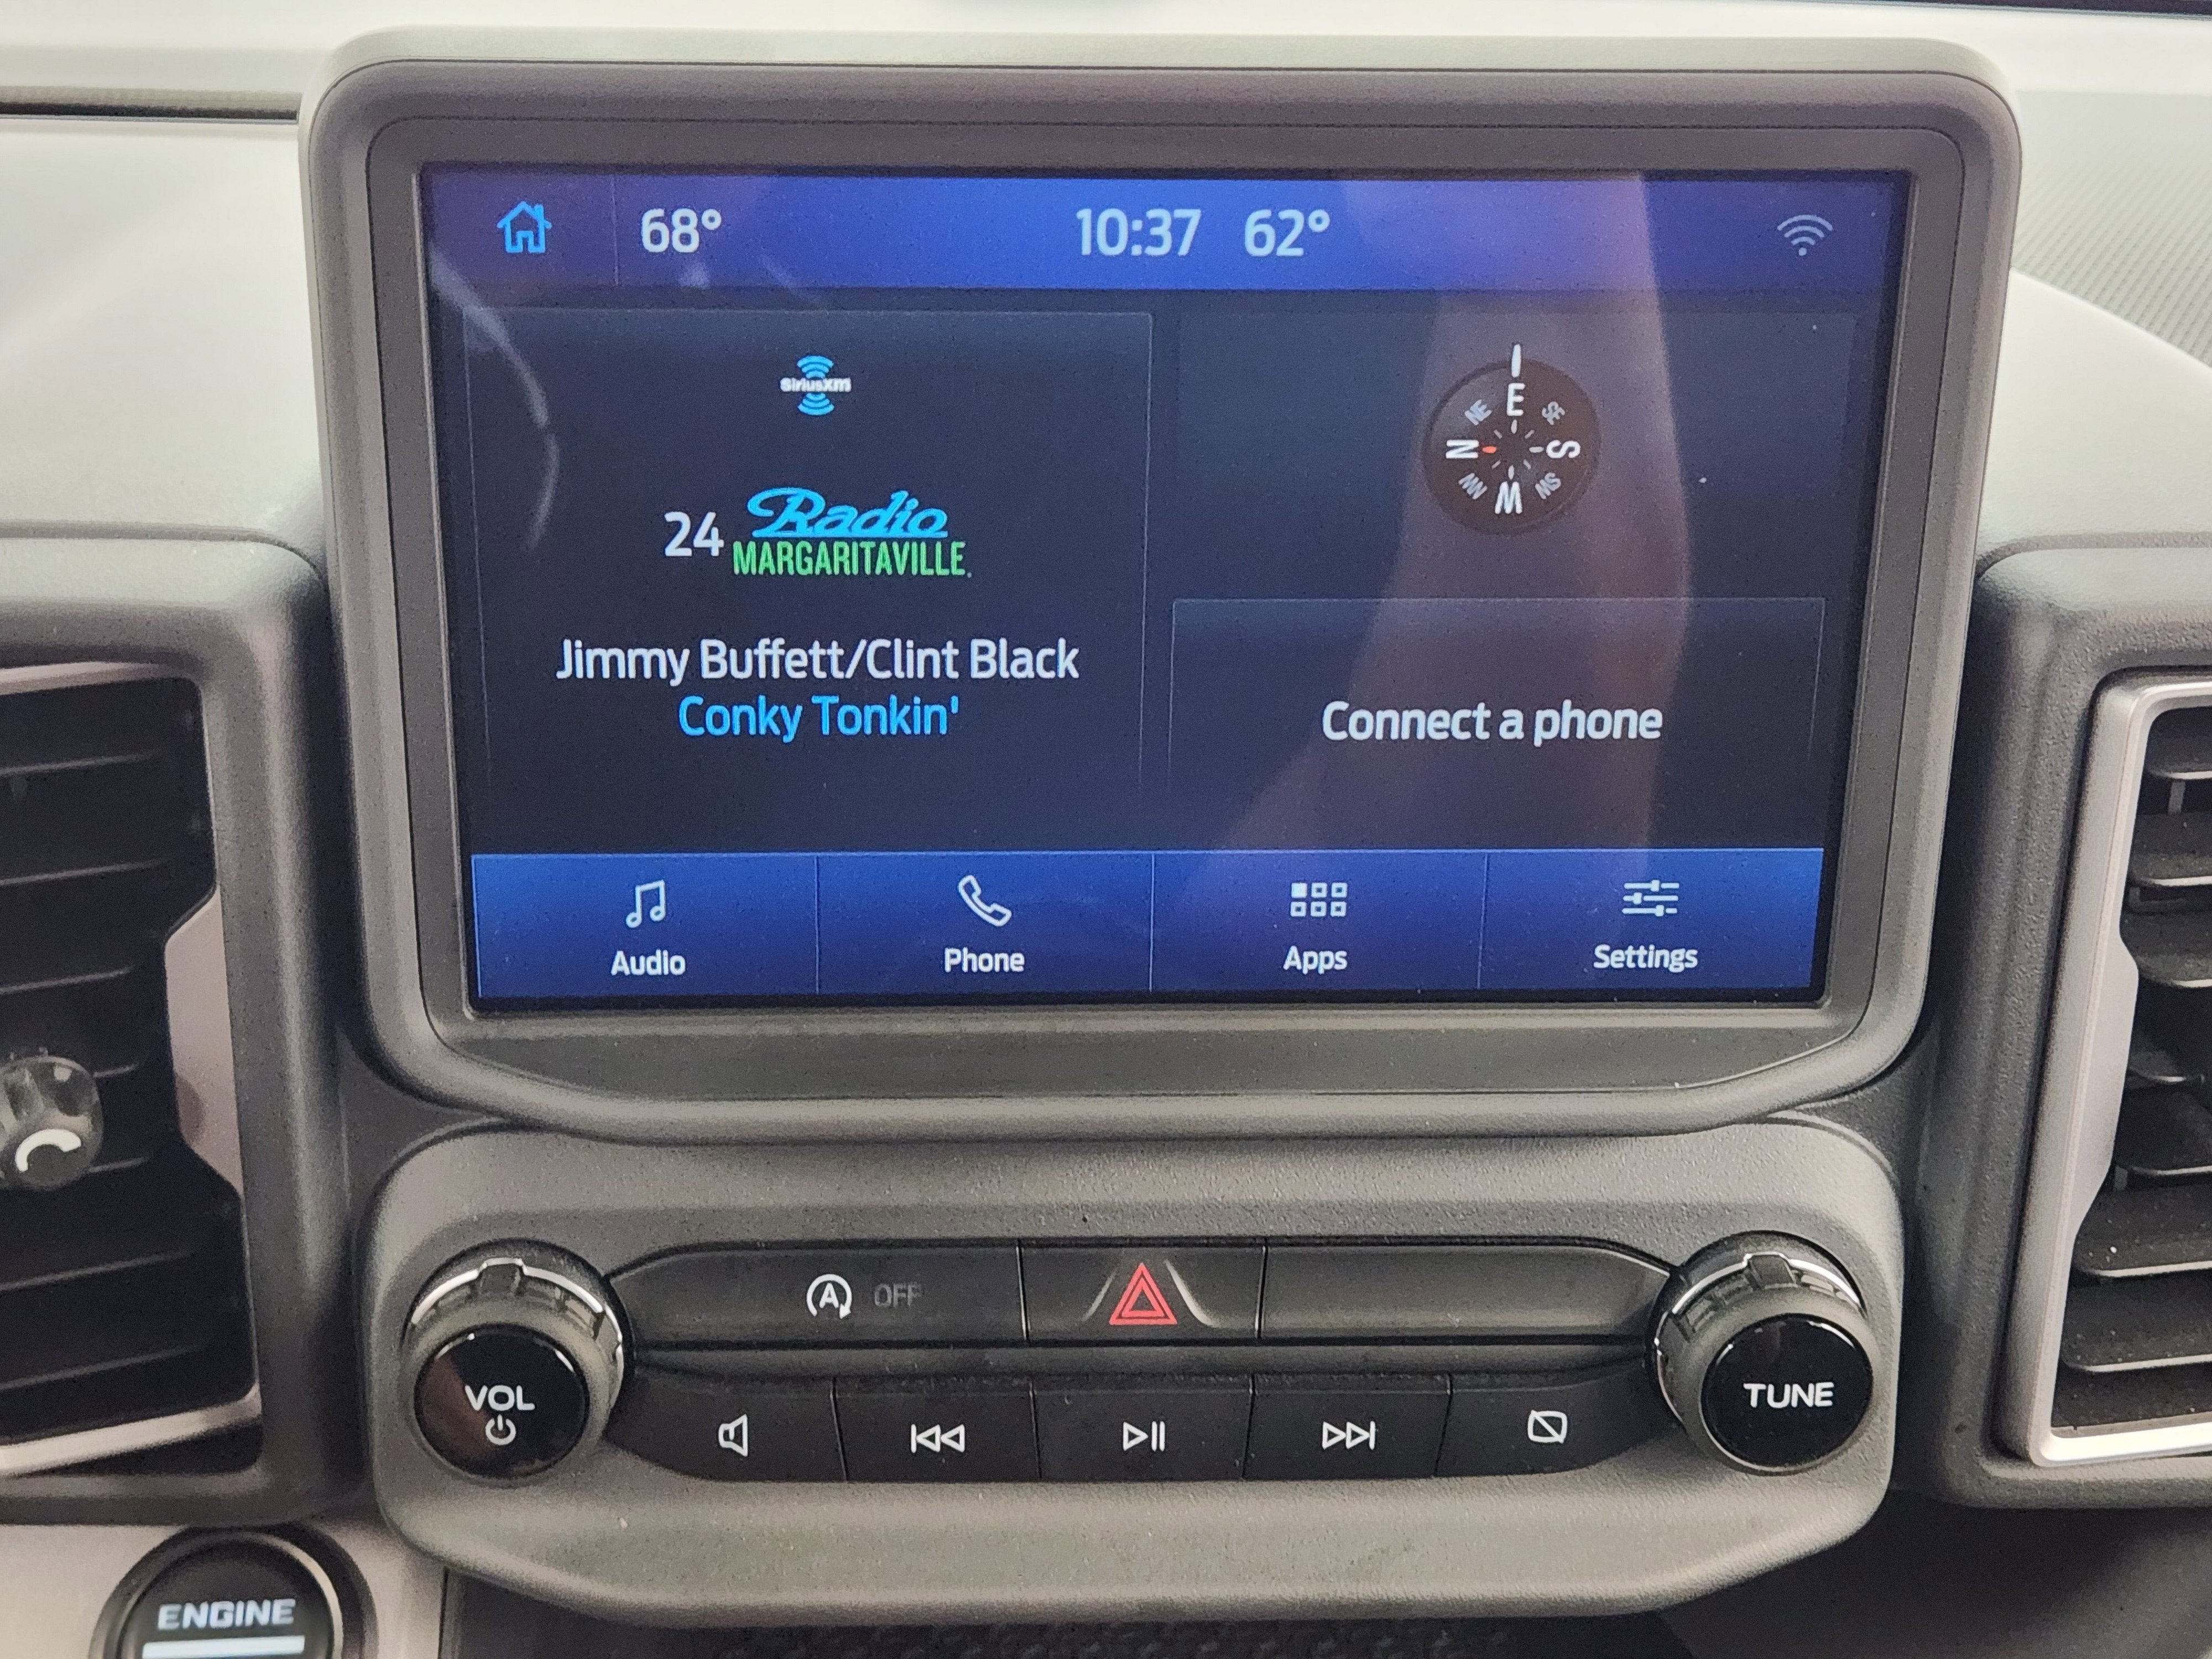 68° 10:37 62°
SiriusXM
24 Radio
MARGARITAVILLE
Jimmy Buffett/Clint Black
Conky Tonkin'
E
NE SE
N S
NW SW
W
Connect a phone
Audio Phone Apps Settings
A OFF
VOL
TUNE
ENGINE